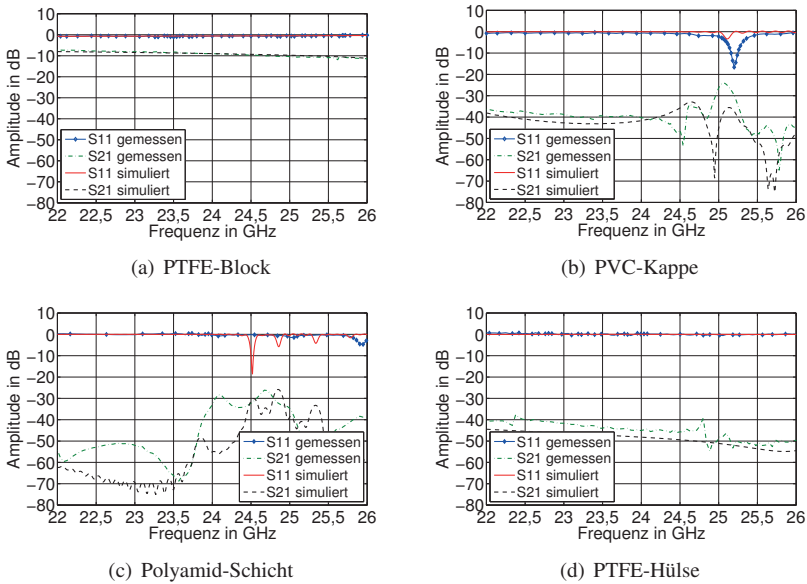 10
0
−10
−20
−30
−40
−50
−60
−70
−80
Amplitude in dB
S11 gemessen
S21 gemessen
S11 simuliert
S21 simuliert
22 22,5 23 23,5 24 24,5 25 25,5 26
Frequenz in GHz
(a) PTFE-Block
10
0
−10
−20
−30
−40
−50
−60
−70
−80
Amplitude in dB
S11 gemessen
S21 gemessen
S11 simuliert
S21 simuliert
22 22,5 23 23,5 24 24,5 25 25,5 26
Frequenz in GHz
(b) PVC-Kappe
10
0
−10
−20
−30
−40
−50
−60
−70
−80
Amplitude in dB
S11 gemessen
S21 gemessen
S11 simuliert
S21 simuliert
22 22,5 23 23,5 24 24,5 25 25,5 26
Frequenz in GHz
(c) Polyamid-Schicht
10
0
−10
−20
−30
−40
−50
−60
−70
−80
Amplitude in dB
S11 gemessen
S21 gemessen
S11 simuliert
S21 simuliert
22 22,5 23 23,5 24 24,5 25 25,5 26
Frequenz in GHz
(d) PTFE-Hülse